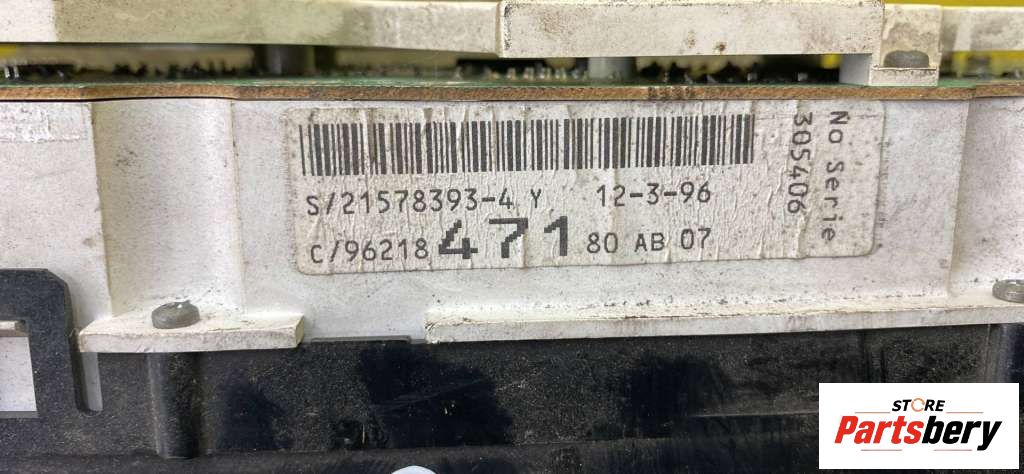 S/21578393-4 Y 12-3-96
C/96218 471 80 AB 07
No Serie
305406
STORE
Partsbery